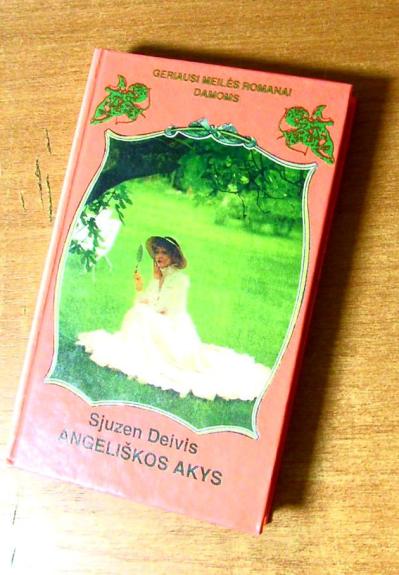 GERIAUSI MEILĖS ROMANAI
DAMOMS
Sjuzen Deivis
ANGELIŠKOS AKYS